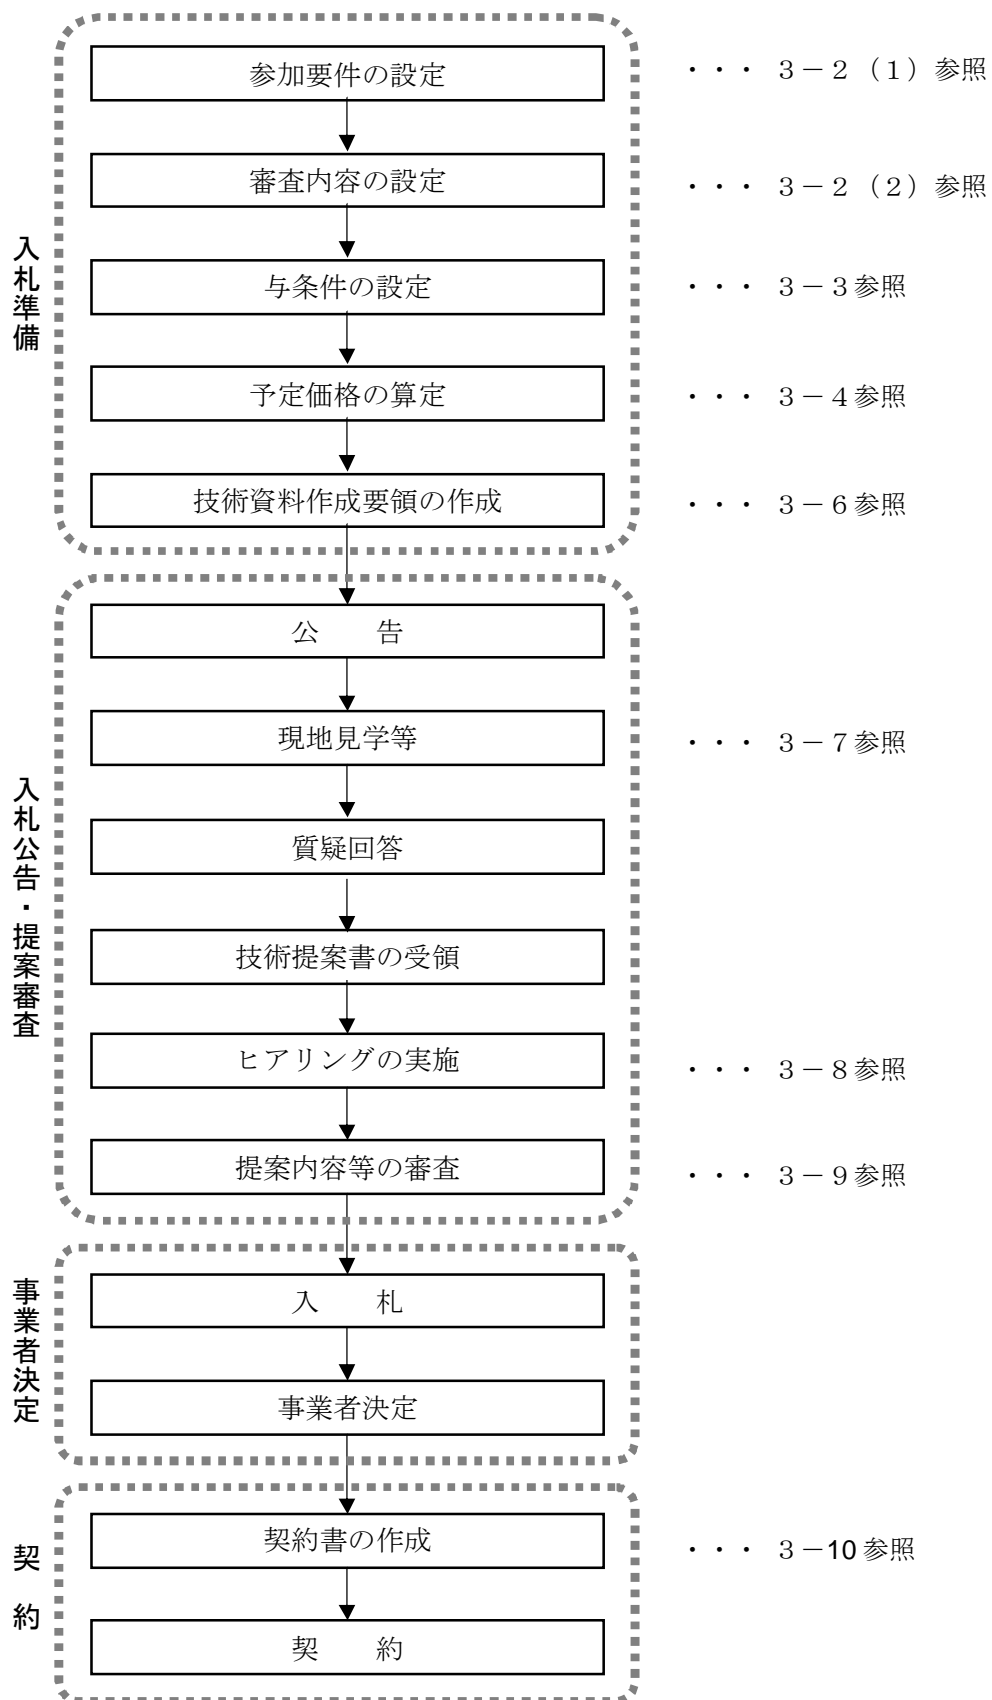 入札準備
参加要件の設定 ・・・ ３－２（１）参照
審査内容の設定 ・・・ ３－２（２）参照
与条件の設定 ・・・ ３－３参照
予定価格の算定 ・・・ ３－４参照
技術資料作成要領の作成 ・・・ ３－６参照
入札公告・提案審査
公　　告
現地見学等 ・・・ ３－７参照
質疑回答
技術提案書の受領
ヒアリングの実施 ・・・ ３－８参照
提案内容等の審査 ・・・ ３－９参照
事業者決定
入　　札
事業者決定
契　約
契約書の作成 ・・・ ３－10 参照
契　　約